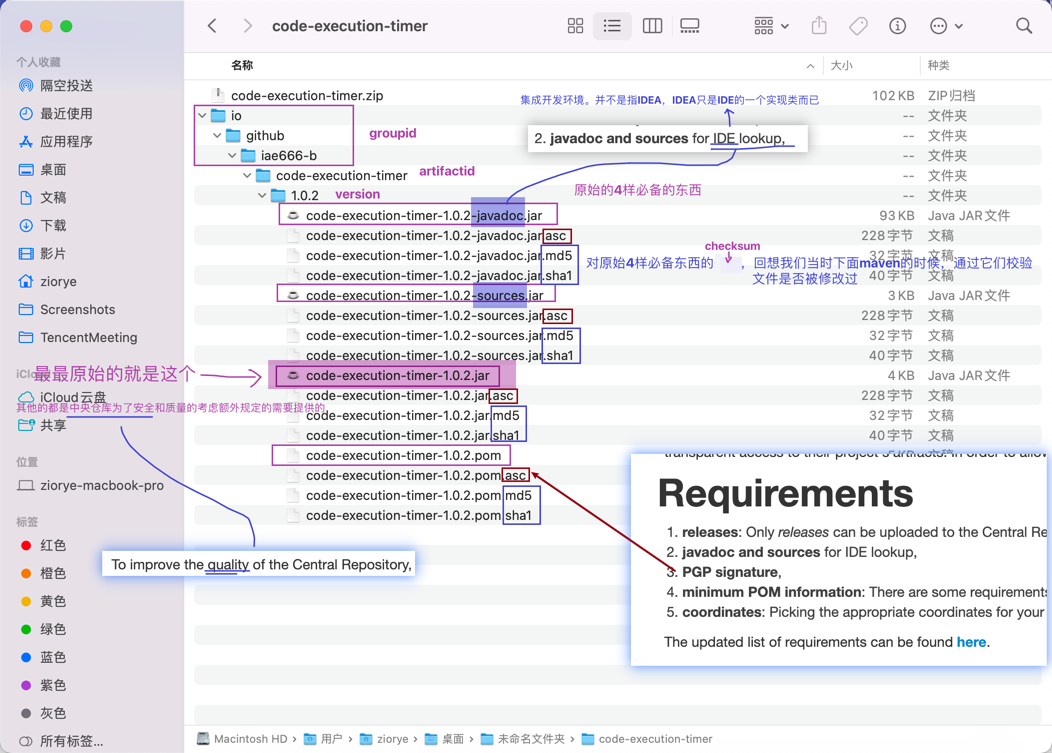 code-execution-timer
个人收藏
隔空投送
最近使用
应用程序
桌面
文稿
下载
影片
ziorye
Screenshots
TencentMeeting
iCloud
iCloud云盘
共享
位置
ziorye-macbook-pro
标签
红色
橙色
黄色
绿色
蓝色
紫色
灰色
所有标签...
名称 大小 种类
code-execution-timer.zip 102 KB ZIP归档
io -- 文件夹
github -- 文件夹
iae666-b -- 文件夹
code-execution-timer -- 文件夹
1.0.2 -- 文件夹
code-execution-timer-1.0.2-javadoc.jar 93 KB Java JAR文件
code-execution-timer-1.0.2-javadoc.jar.asc 228字节 文稿
code-execution-timer-1.0.2-javadoc.jar.md5 32字节 文稿
code-execution-timer-1.0.2-javadoc.jar.sha1 40字节 文稿
code-execution-timer-1.0.2-sources.jar 3 KB Java JAR文件
code-execution-timer-1.0.2-sources.jar.asc 228字节 文稿
code-execution-timer-1.0.2-sources.jar.md5 32字节 文稿
code-execution-timer-1.0.2-sources.jar.sha1 40字节 文稿
code-execution-timer-1.0.2.jar 4 KB Java JAR文件
code-execution-timer-1.0.2.jar.asc 228字节 文稿
code-execution-timer-1.0.2.jar.md5 32字节 文稿
code-execution-timer-1.0.2.jar.sha1 40字节 文稿
code-execution-timer-1.0.2.pom
code-execution-timer-1.0.2.pom.asc
code-execution-timer-1.0.2.pom.md5
code-execution-timer-1.0.2.pom.sha1
groupid
artifactid
version
集成开发环境。并不是指IDEA，IDEA只是IDE的一个实现类而已
2. javadoc and sources for IDE lookup,
原始的4样必备的东西
checksum
对原始4样必备东西的 ，回想我们当时下面maven的时候，通过它们校验
文件是否被修改过
最最原始的就是这个
其他的都是中央仓库为了安全和质量的考虑额外规定的需要提供的
To improve the quality of the Central Repository,
transparent access to their project's artifacts. In order to allow
Requirements
1. releases: Only releases can be uploaded to the Central Re
2. javadoc and sources for IDE lookup,
3. PGP signature,
4. minimum POM information: There are some requirements
5. coordinates: Picking the appropriate coordinates for your
The updated list of requirements can be found here.
Macintosh HD › 用户 › ziorye › 桌面 › 未命名文件夹 › code-execution-timer